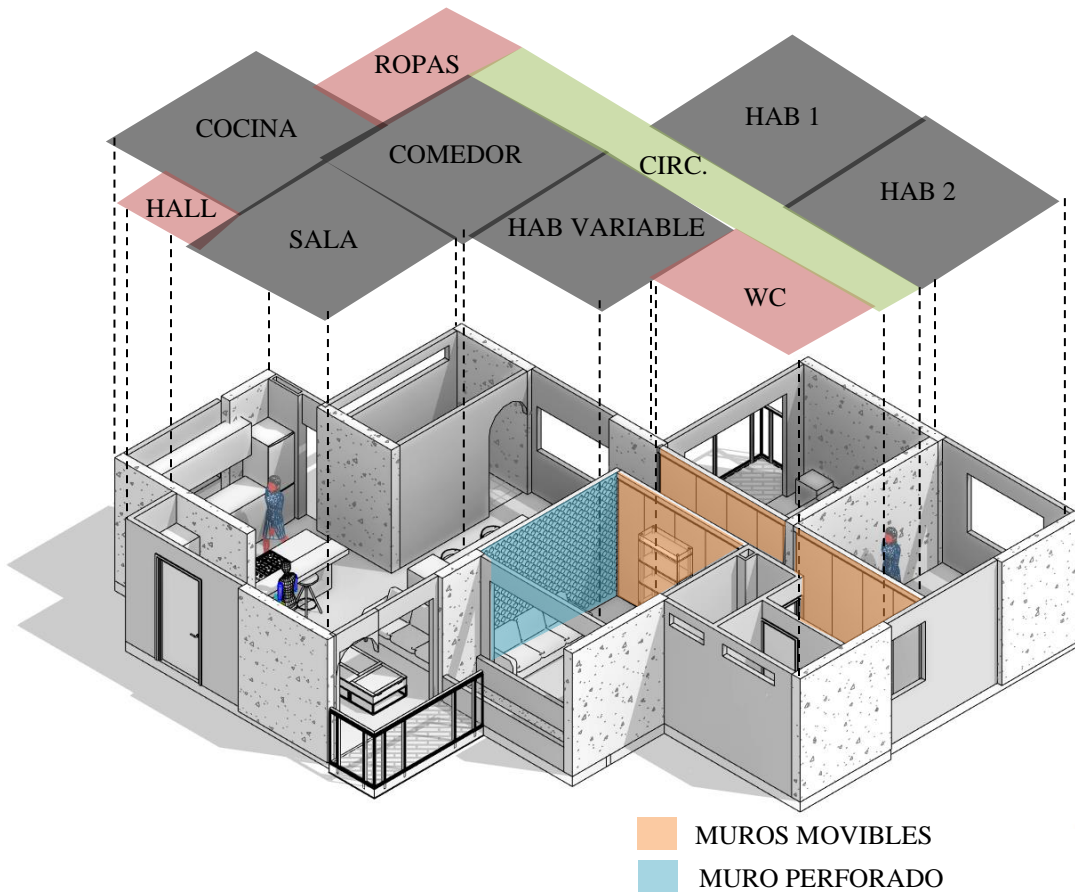 ROPAS
COCINA
COMEDOR
HAB 1
CIRC.
HAB 2
HALL
SALA
HAB VARIABLE
WC
MUROS MOVIBLES
MURO PERFORADO